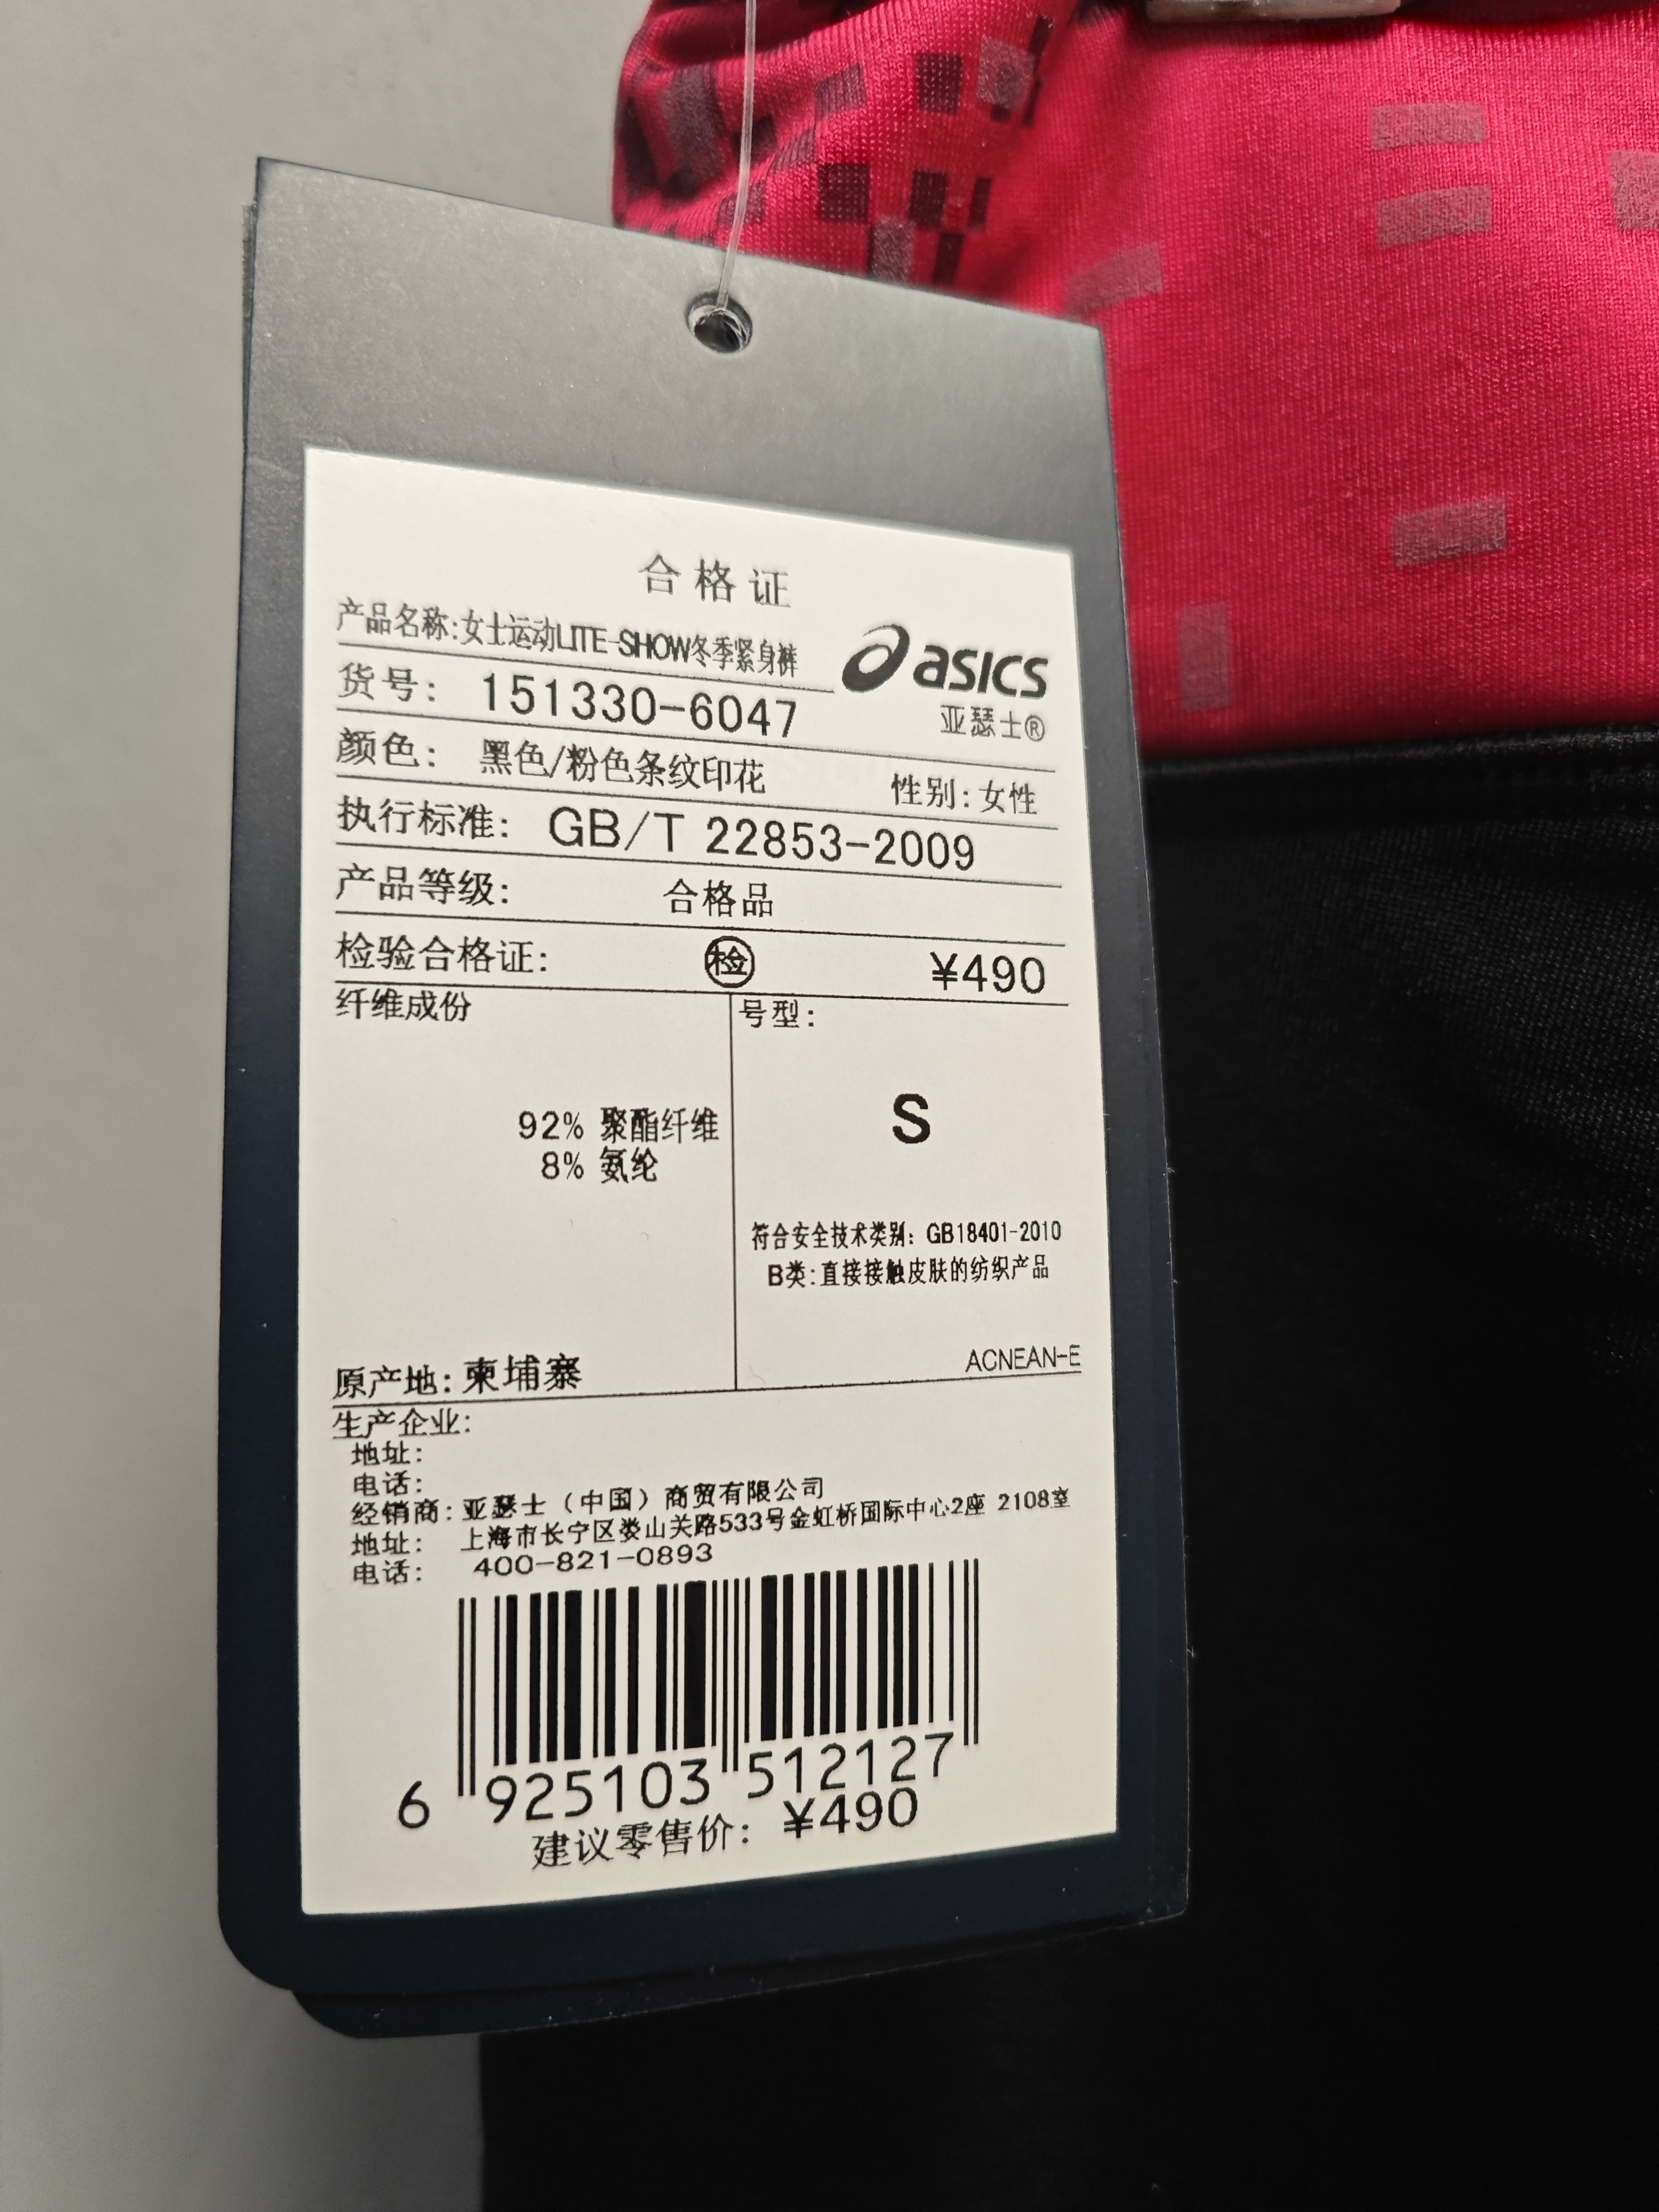 合格证
产品名称:女士运动LITE-SHOW冬季紧身裤
asics
亚瑟士®
货号: 151330-6047
颜色: 黑色/粉色条纹印花 性别:女性
执行标准: GB/T 22853-2009
产品等级: 合格品
检验合格证: 检 ¥490
纤维成份
92% 聚酯纤维
8% 氨纶
号型:
S
符合安全技术类别: GB18401-2010
B类:直接接触皮肤的纺织产品
ACNEAN-E
原产地:柬埔寨
生产企业:
地址:
电话:
经销商:亚瑟士（中国）商贸有限公司
地址: 上海市长宁区娄山关路533号金虹桥国际中心2座 2108室
电话: 400-821-0893
6 925103 512127
建议零售价: ¥490